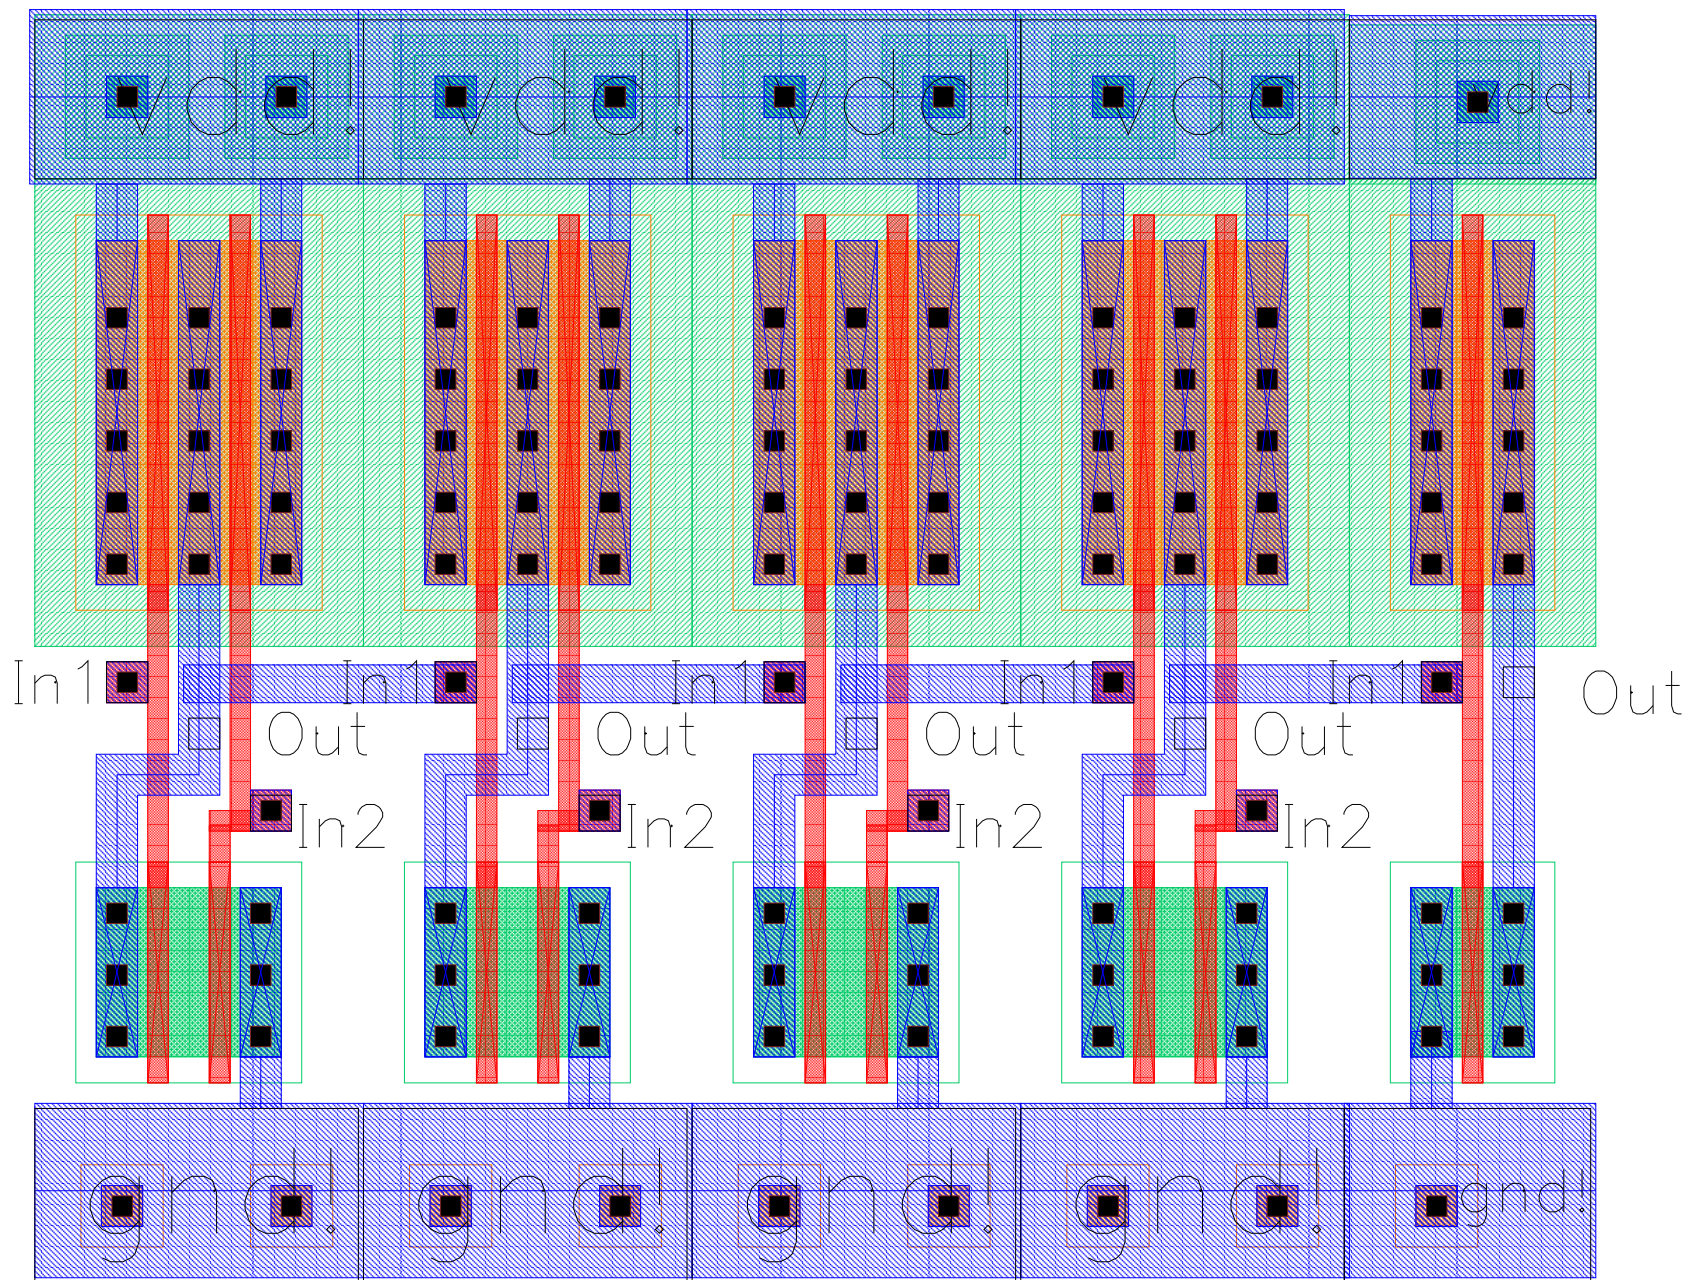 vdd! vdd! vdd! vdd! vdd!
In1 In1 In1 In1 In1 Out
Out Out Out Out
In2 In2 In2 In2
gnd! gnd! gnd! gnd! gnd!